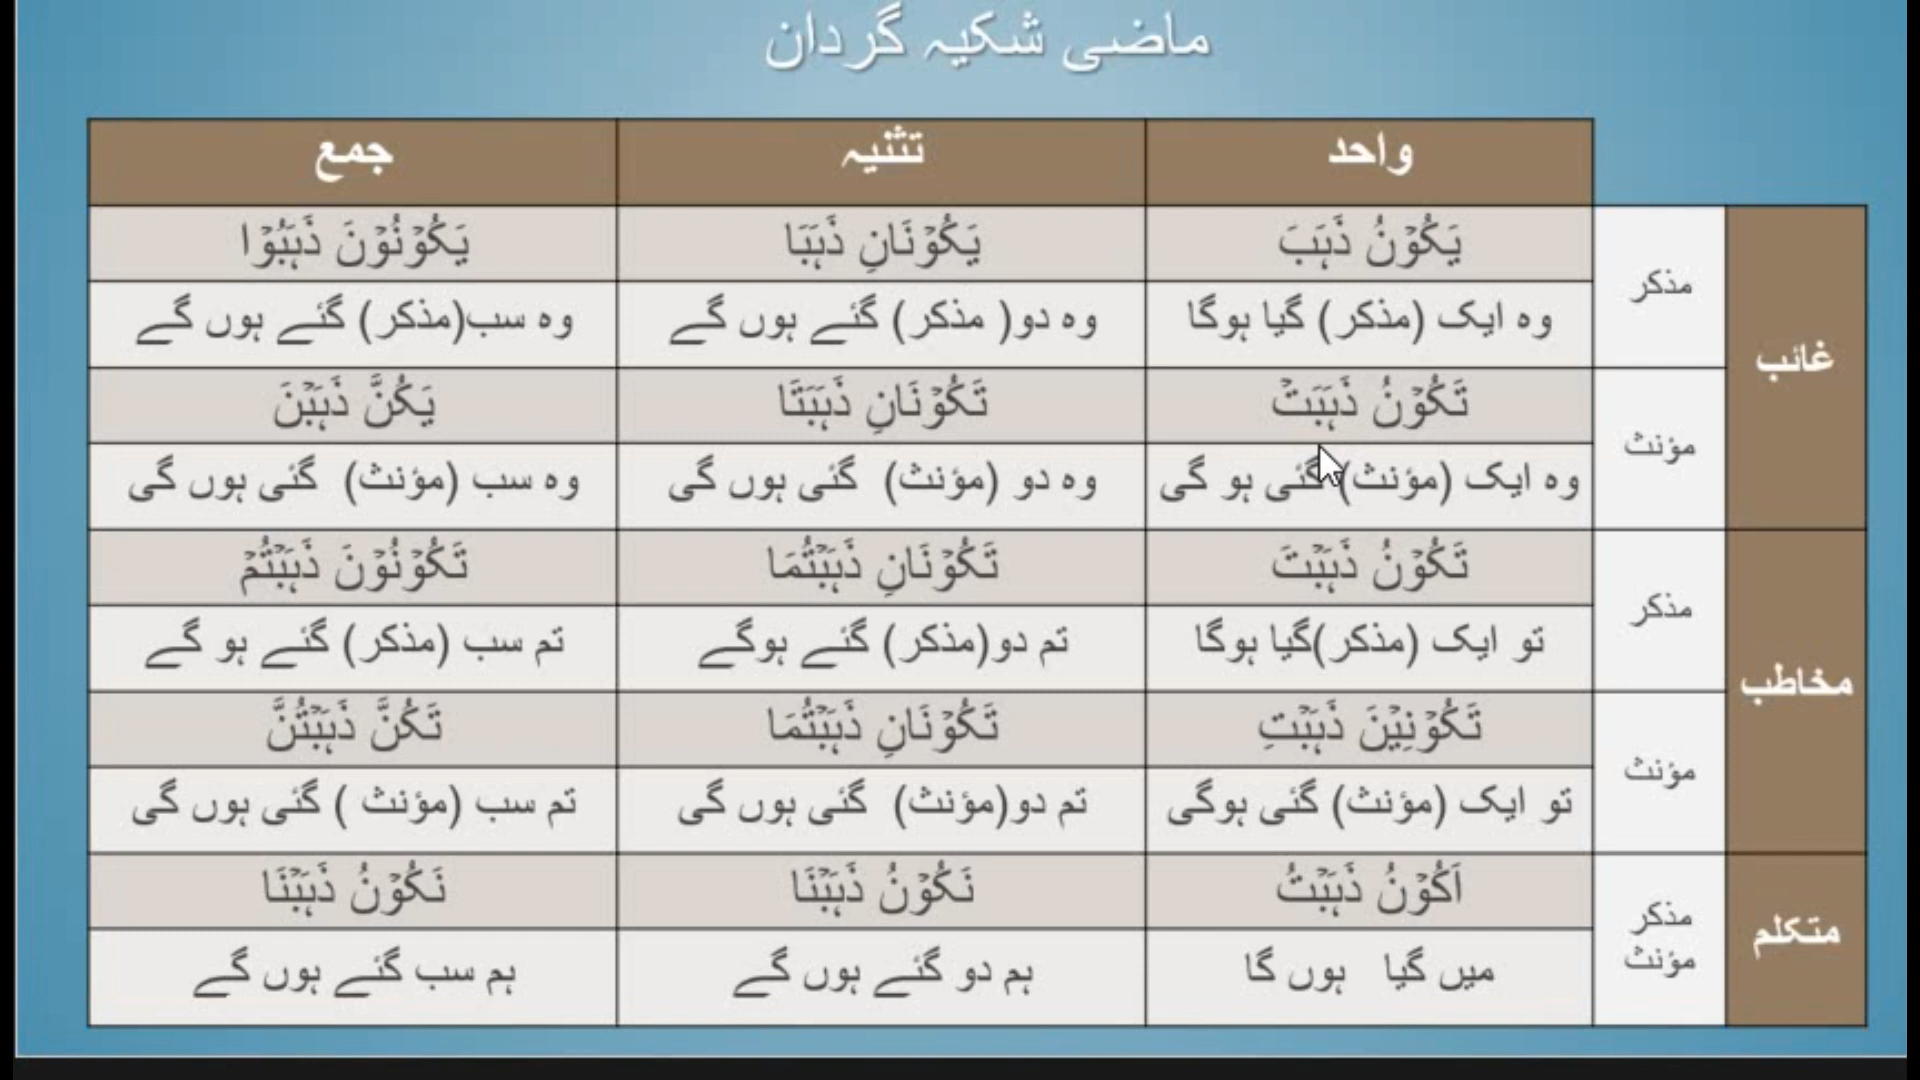 ماضی شکیہ گردان
واحد تثنیہ جمع
غائب
مذکر
یَکُوۡنُ ذَہَبَ یَکُوۡنَانِ ذَہَبَا یَکُوۡنُوۡنَ ذَہَبُوۡا
وہ ایک (مذکر) گیا ہوگا وہ دو( مذکر) گئے ہوں گے وہ سب(مذکر) گئے ہوں گے
مؤنث
تَکُوۡنُ ذَہَبَتۡ تَکُوۡنَانِ ذَہَبَتَا یَکُنَّ ذَہَبۡنَ
وہ ایک (مؤنث) گئی ہو گی وہ دو (مؤنث) گئی ہوں گی وہ سب (مؤنث) گئی ہوں گی
مخاطب
مذکر
تَکُوۡنُ ذَہَبۡتَ تَکُوۡنَانِ ذَہَبۡتُمَا تَکُوۡنُوۡنَ ذَہَبۡتُمۡ
تو ایک (مذکر)گیا ہوگا تم دو(مذکر) گئے ہوگے تم سب (مذکر) گئے ہو گے
مؤنث
تَکُوۡنِیۡنَ ذَہَبۡتِ تَکُوۡنَانِ ذَہَبۡتُمَا تَکُنَّ ذَہَبۡتُنَّ
تو ایک (مؤنث) گئی ہوگی تم دو(مؤنث) گئی ہوں گی تم سب (مؤنث ) گئی ہوں گی
متکلم
مذکر
مؤنث
اَکُوۡنُ ذَہَبۡتُ نَکُوۡنُ ذَہَبۡنَا نَکُوۡنُ ذَہَبۡنَا
میں گیا ہوں گا ہم دو گئے ہوں گے ہم سب گئے ہوں گے